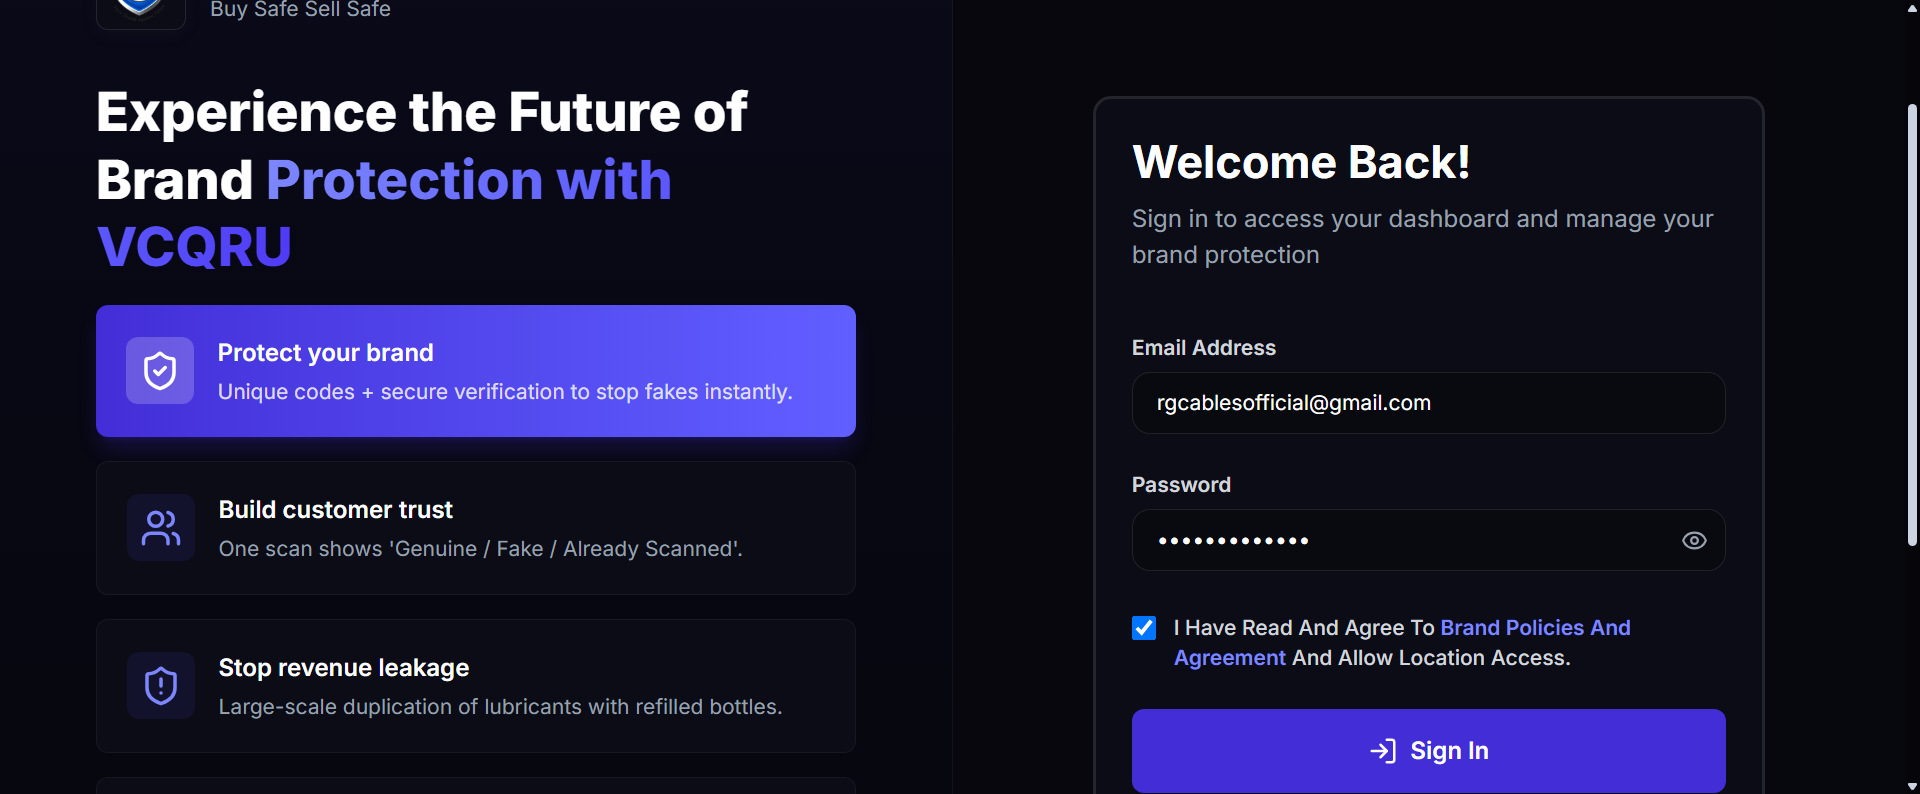 Buy Safe Sell Safe
Experience the Future of
Brand Protection with
VCQRU
Protect your brand
Unique codes + secure verification to stop fakes instantly.
Build customer trust
One scan shows 'Genuine / Fake / Already Scanned'.
Stop revenue leakage
Large-scale duplication of lubricants with refilled bottles.
Welcome Back!
Sign in to access your dashboard and manage your
brand protection
Email Address
rgcablesofficial@gmail.com
Password
•••••••••••••
I Have Read And Agree To Brand Policies And
Agreement And Allow Location Access.
Sign In